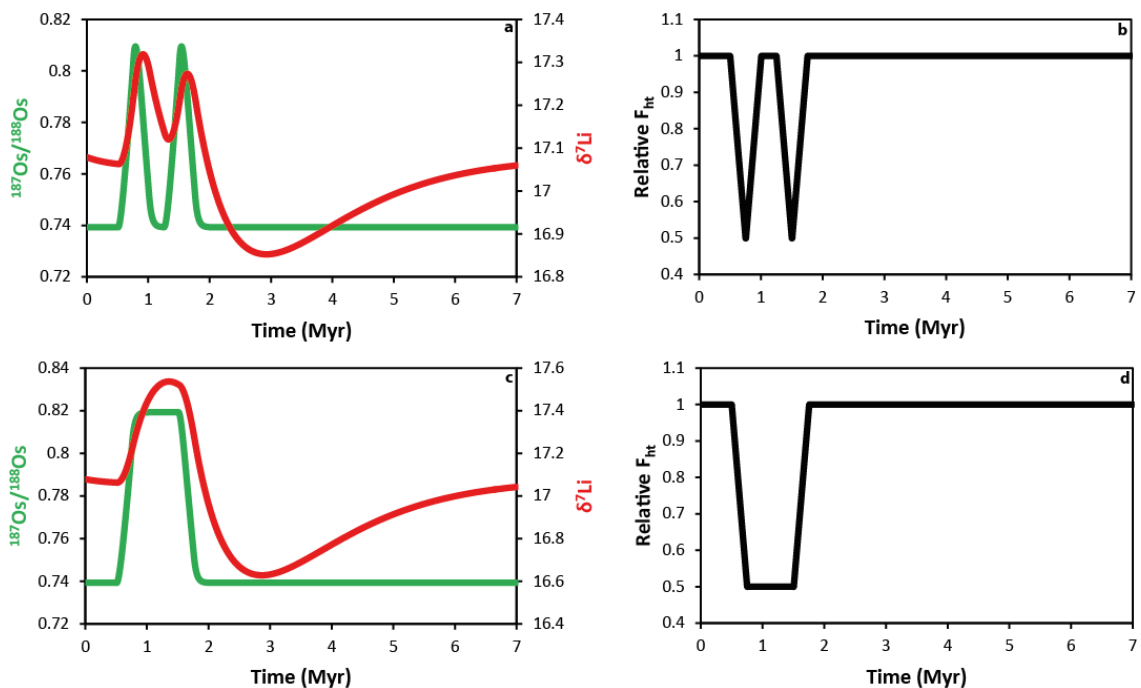 a
0.82
0.8
0.78
0.76
0.74
0.72
¹⁸⁷Os/¹⁸⁸Os
17.4
17.3
17.2
17.1
17
16.9
16.8
δ⁷Li
0 1 2 3 4 5 6 7
Time (Myr)
b
1.1
1
0.9
0.8
0.7
0.6
0.5
0.4
Relative Fₕₜ
0 1 2 3 4 5 6 7
Time (Myr)
c
0.84
0.82
0.8
0.78
0.76
0.74
0.72
¹⁸⁷Os/¹⁸⁸Os
17.6
17.4
17.2
17
16.8
16.6
16.4
δ⁷Li
0 1 2 3 4 5 6 7
Time (Myr)
d
1.1
1
0.9
0.8
0.7
0.6
0.5
0.4
Relative Fₕₜ
0 1 2 3 4 5 6 7
Time (Myr)